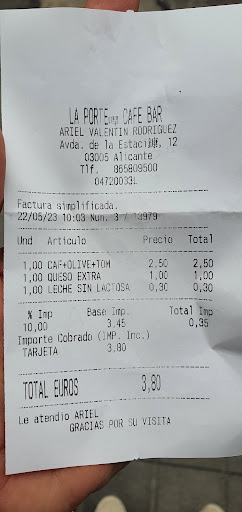 LA PORTE CAFE BAR
ARIEL VALENTIN RODRIGUEZ
Avda. de la Estación, 12
03005 Alicante
Tlf. 865809500
04720033L
Factura simplificada.
22/05/23 10:03 Num. 3 / 13979
Und Artículo Precio Total
1,00 CAF+OLIVE+TOM 2,50 2,50
1,00 QUESO EXTRA 1,00 1,00
1,00 LECHE SIN LACTOSA 0,30 0,30
% Imp Base Imp. Total Imp
10,00 3,45 0,35
Importe Cobrado (IMP. Inc.)
TARJETA 3,80
TOTAL EUROS 3,80
Le atendio ARIEL
GRACIAS POR SU VISITA